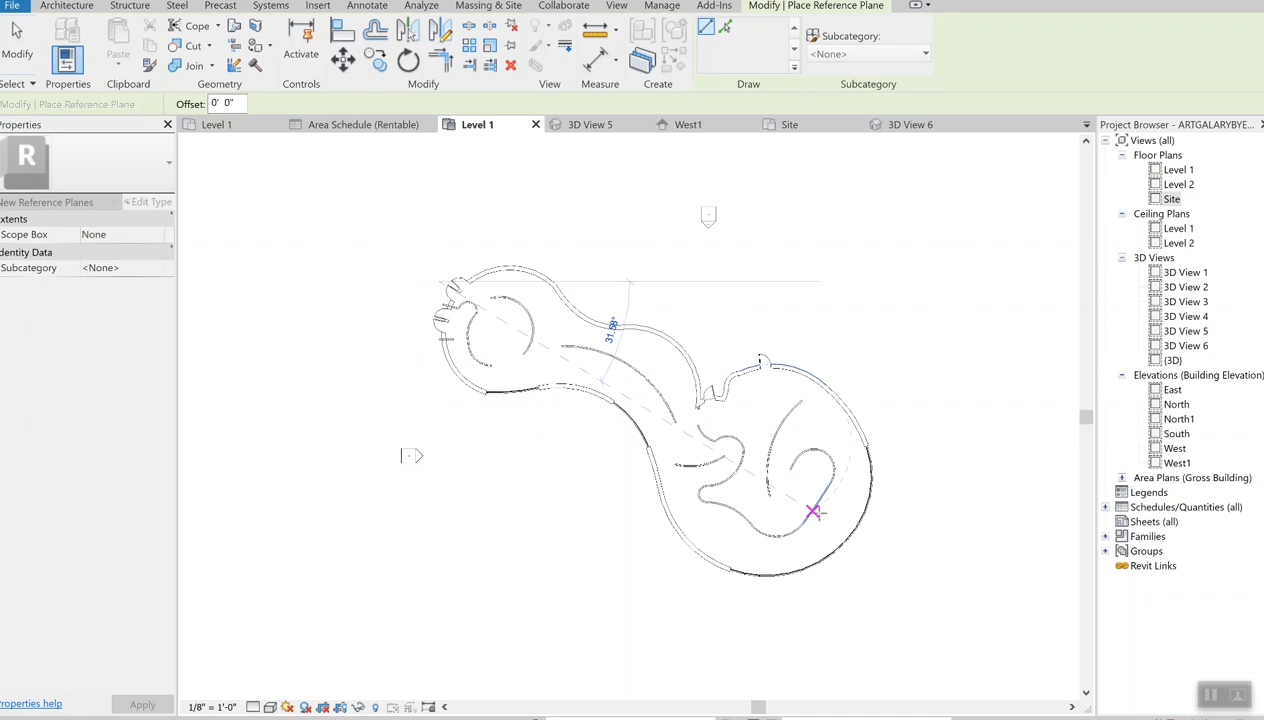 File Architecture Structure Steel Precast Systems Insert Annotate Analyze Massing & Site Collaborate View Manage Add-Ins Modify | Place Reference Plane
Modify
Paste
Cope
Cut
Join
Activate
Subcategory:
<None>
Select Properties Clipboard Geometry Controls Modify View Measure Create Draw Subcategory
Modify | Place Reference Plane Offset: 0' 0"
Properties
Level 1 Area Schedule (Rentable) Level 1 3D View 5 West1 Site 3D View 6
Project Browser - ARTGALARYBYE...
R
New Reference Planes Edit Type
xtents
Scope Box None
dentity Data
Subcategory <None>
31.58°
Views (all)
Floor Plans
Level 1
Level 2
Site
Ceiling Plans
Level 1
Level 2
3D Views
3D View 1
3D View 2
3D View 3
3D View 4
3D View 5
3D View 6
{3D}
Elevations (Building Elevation)
East
North
North1
South
West
West1
Area Plans (Gross Building)
Legends
Schedules/Quantities (all)
Sheets (all)
Families
Groups
Revit Links
Properties help Apply
1/8" = 1'-0"